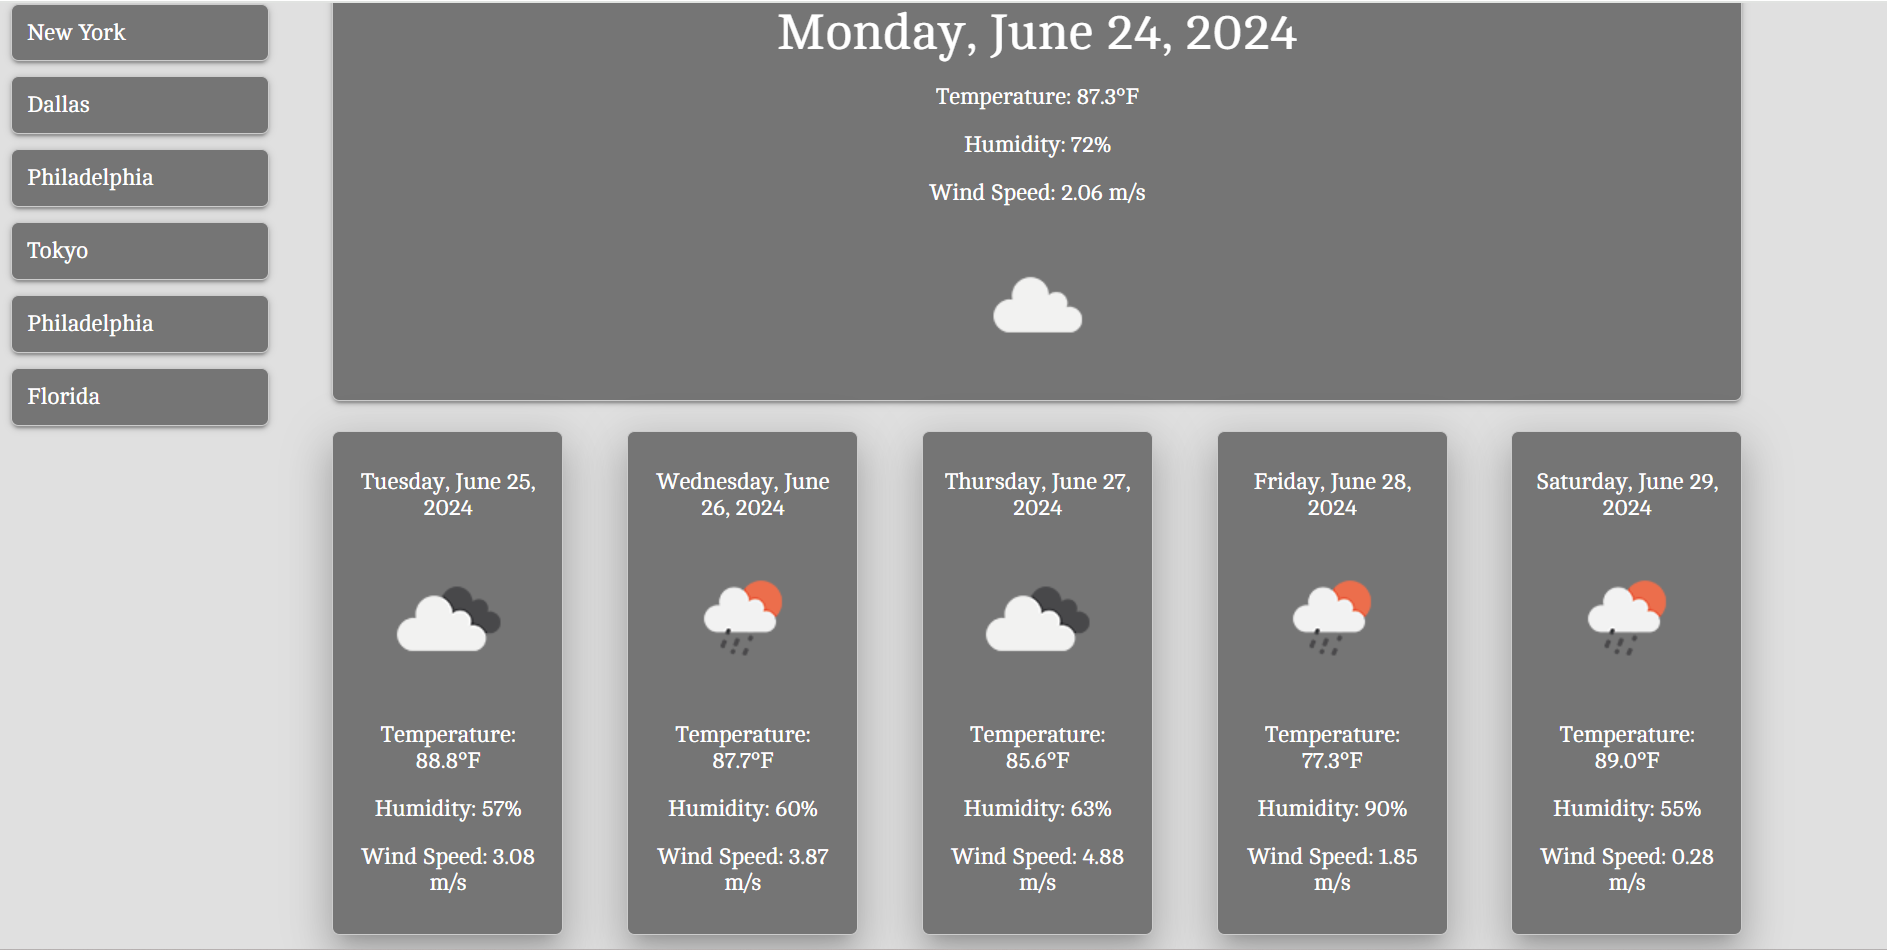 New York
Dallas
Philadelphia
Tokyo
Philadelphia
Florida
Monday, June 24, 2024
Temperature: 87.3°F
Humidity: 72%
Wind Speed: 2.06 m/s
Tuesday, June 25,
2024
Temperature:
88.8°F
Humidity: 57%
Wind Speed: 3.08
m/s
Wednesday, June
26, 2024
Temperature:
87.7°F
Humidity: 60%
Wind Speed: 3.87
m/s
Thursday, June 27,
2024
Temperature:
85.6°F
Humidity: 63%
Wind Speed: 4.88
m/s
Friday, June 28,
2024
Temperature:
77.3°F
Humidity: 90%
Wind Speed: 1.85
m/s
Saturday, June 29,
2024
Temperature:
89.0°F
Humidity: 55%
Wind Speed: 0.28
m/s